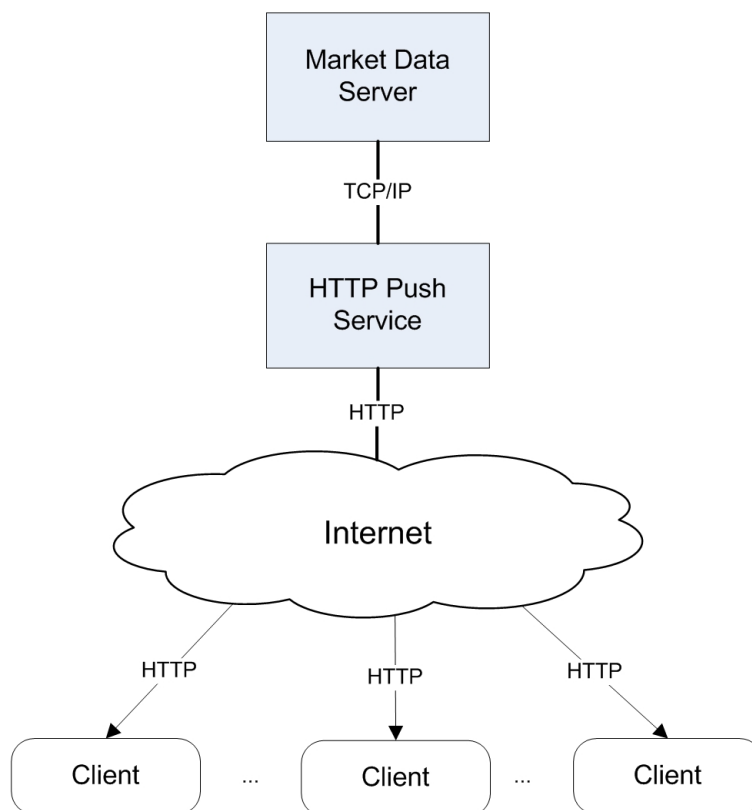 Market Data
Server
TCP/IP
HTTP Push
Service
HTTP
Internet
HTTP
HTTP
HTTP
Client
...
Client
...
Client